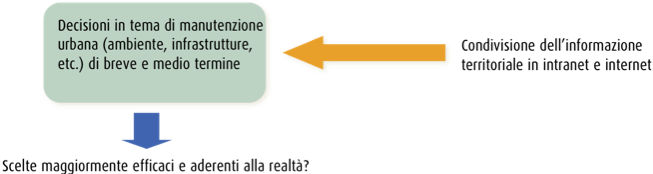 Decisioni in tema di manutenzione
urbana (ambiente, infrastrutture,
etc.) di breve e medio termine
Condivisione dell'informazione
territoriale in intranet e internet
Scelte maggiormente efficaci e aderenti alla realtà?